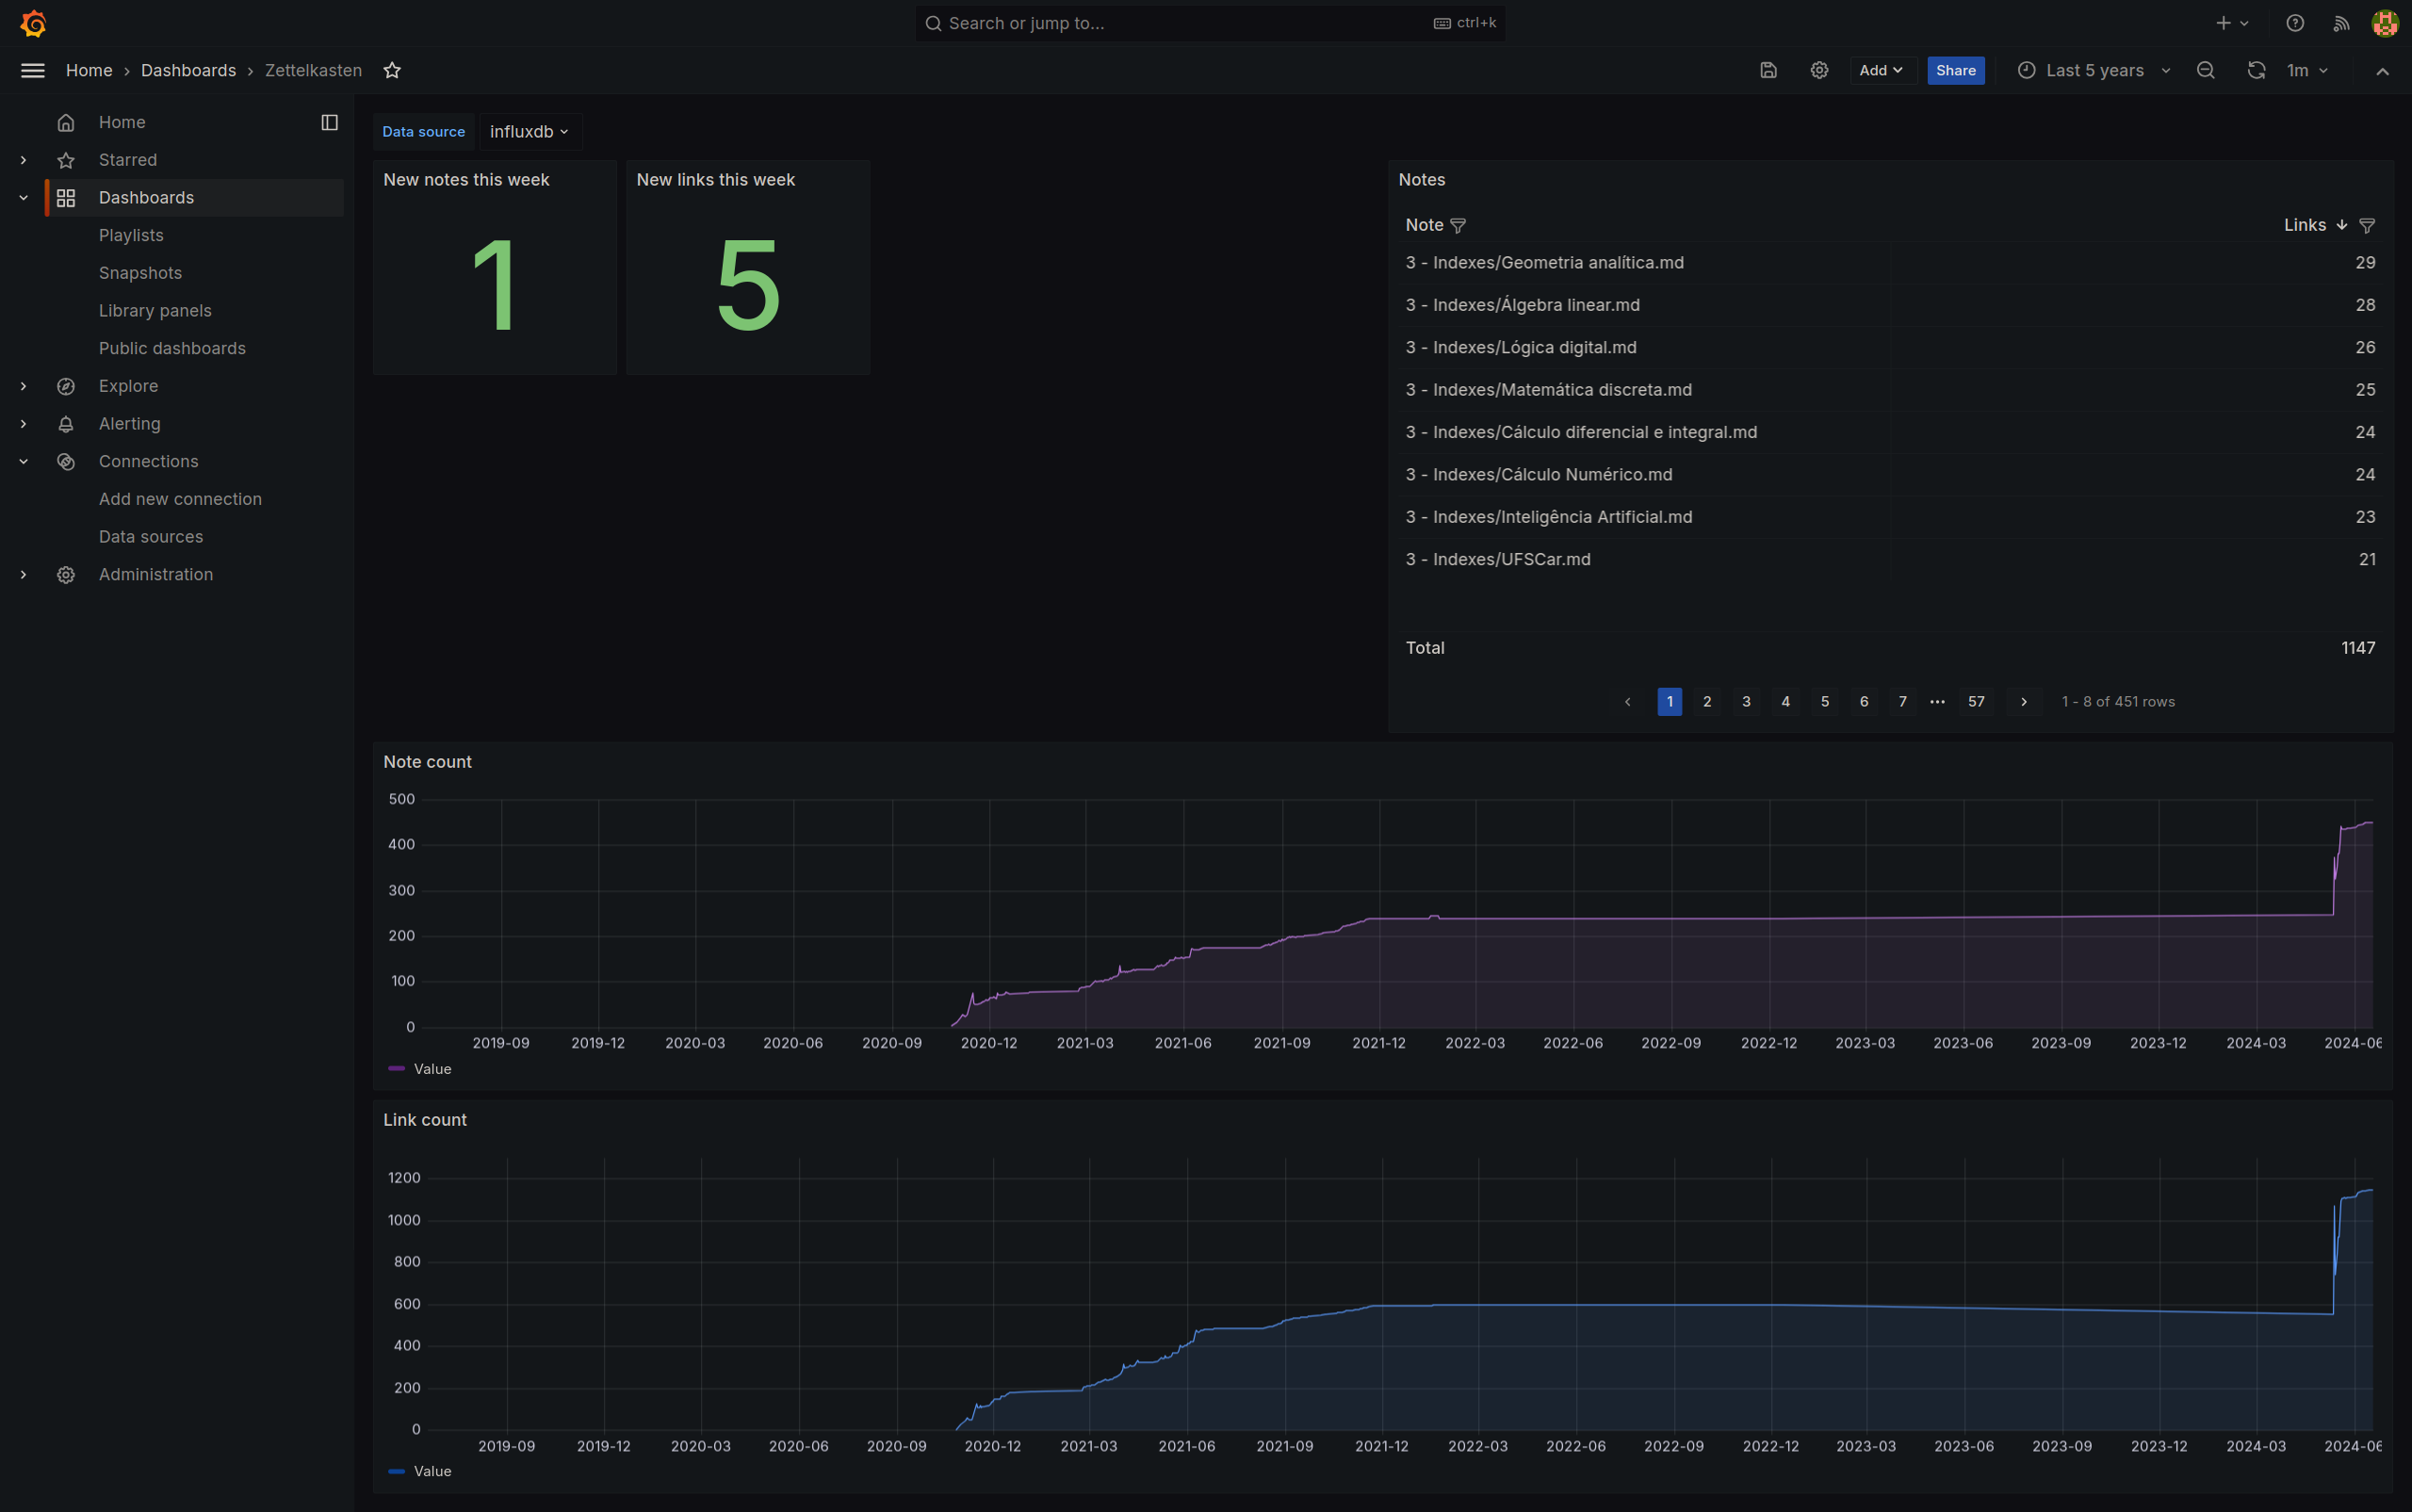 Search or jump to... ctrl+k
Home › Dashboards › Zettelkasten
Add Share Last 5 years 1m
Home
Starred
Dashboards
Playlists
Snapshots
Library panels
Public dashboards
Explore
Alerting
Connections
Add new connection
Data sources
Administration
Data source influxdb
New notes this week
1
New links this week
5
Notes
Note Links
3 - Indexes/Geometria analítica.md 29
3 - Indexes/Álgebra linear.md 28
3 - Indexes/Lógica digital.md 26
3 - Indexes/Matemática discreta.md 25
3 - Indexes/Cálculo diferencial e integral.md 24
3 - Indexes/Cálculo Numérico.md 24
3 - Indexes/Inteligência Artificial.md 23
3 - Indexes/UFSCar.md 21
Total 1147
1 2 3 4 5 6 7 ... 57 1 - 8 of 451 rows
Note count
500
400
300
200
100
0
2019-09 2019-12 2020-03 2020-06 2020-09 2020-12 2021-03 2021-06 2021-09 2021-12 2022-03 2022-06 2022-09 2022-12 2023-03 2023-06 2023-09 2023-12 2024-03 2024-06
Value
Link count
1200
1000
800
600
400
200
0
2019-09 2019-12 2020-03 2020-06 2020-09 2020-12 2021-03 2021-06 2021-09 2021-12 2022-03 2022-06 2022-09 2022-12 2023-03 2023-06 2023-09 2023-12 2024-03 2024-06
Value